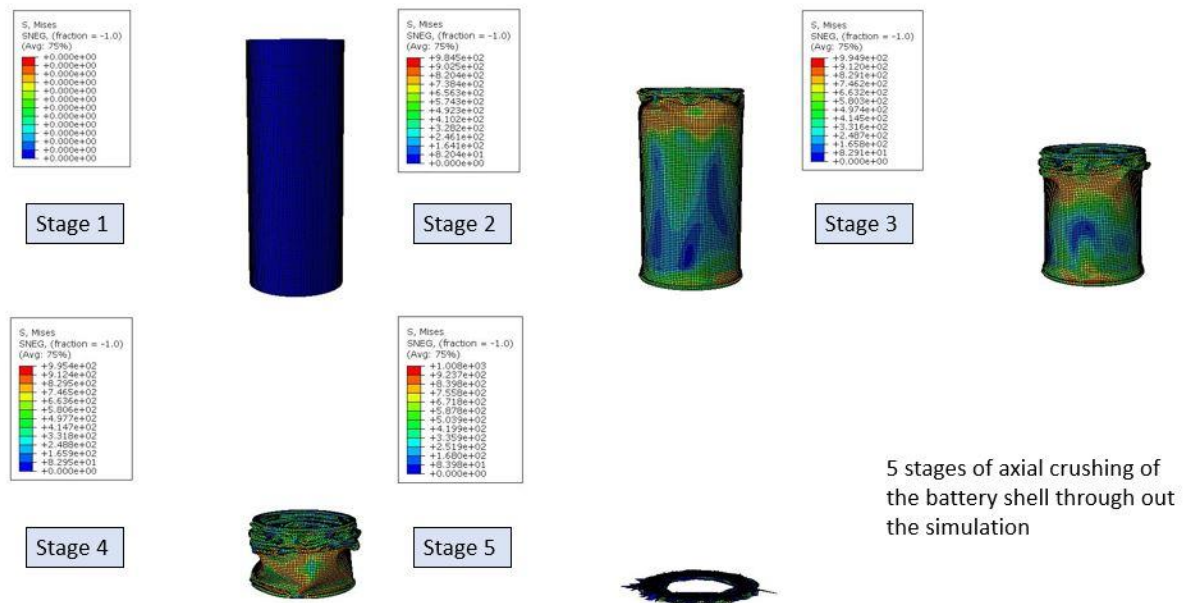 S, Mises
SNEG, (fraction = -1.0)
(Avg: 75%)
+0.000e+00
+0.000e+00
+0.000e+00
+0.000e+00
+0.000e+00
+0.000e+00
+0.000e+00
+0.000e+00
+0.000e+00
+0.000e+00
+0.000e+00
+0.000e+00
+0.000e+00
Stage 1
S, Mises
SNEG, (fraction = -1.0)
(Avg: 75%)
+9.845e+02
+9.025e+02
+8.204e+02
+7.384e+02
+6.563e+02
+5.743e+02
+4.923e+02
+4.102e+02
+3.282e+02
+2.461e+02
+1.641e+02
+8.204e+01
+0.000e+00
Stage 2
S, Mises
SNEG, (fraction = -1.0)
(Avg: 75%)
+9.949e+02
+9.120e+02
+8.291e+02
+7.462e+02
+6.632e+02
+5.803e+02
+4.974e+02
+4.145e+02
+3.316e+02
+2.487e+02
+1.658e+02
+8.291e+01
+0.000e+00
Stage 3
S, Mises
SNEG, (fraction = -1.0)
(Avg: 75%)
+9.954e+02
+9.124e+02
+8.295e+02
+7.465e+02
+6.636e+02
+5.806e+02
+4.977e+02
+4.147e+02
+3.318e+02
+2.488e+02
+1.659e+02
+8.295e+01
+0.000e+00
Stage 4
S, Mises
SNEG, (fraction = -1.0)
(Avg: 75%)
+1.008e+03
+9.237e+02
+8.398e+02
+7.558e+02
+6.718e+02
+5.878e+02
+5.039e+02
+4.199e+02
+3.359e+02
+2.519e+02
+1.680e+02
+8.398e+01
+0.000e+00
Stage 5
5 stages of axial crushing of
the battery shell through out
the simulation